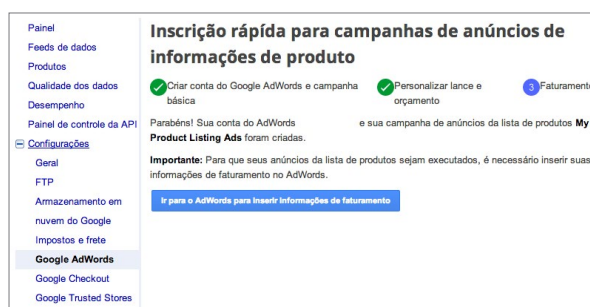 Painel
Feeds de dados
Produtos
Qualidade dos dados
Desempenho
Painel de controle da API
Configurações
Geral
FTP
Armazenamento em
nuvem do Google
Impostos e frete
Google AdWords
Google Checkout
Google Trusted Stores
Inscrição rápída para campanhas de anúncios de
informações de produto
Criar conta do Google AdWords e campanha
básica
Personalizar lance e
orçamento
3 Faturamento
Parabéns! Sua conta do AdWords e sua campanha de anúncios da lista de produtos My
Product Listing Ads foram criadas.
Importante: Para que seus anúncios da lista de produtos sejam executados, é necessário inserir suas
informações de faturamento no AdWords.
Ir para o AdWords para inserir informações de faturamento